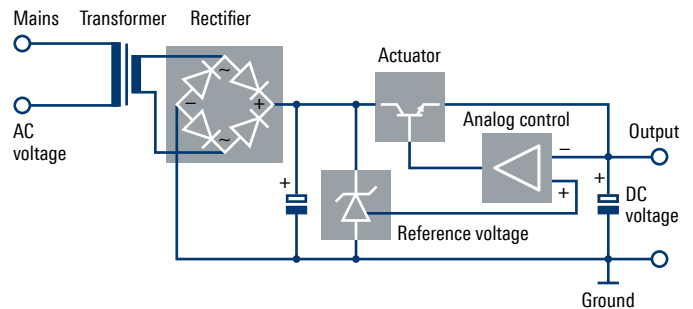 Mains
Transformer
Rectifier
Actuator
Analog control
Output
AC
voltage
~
−
+
~
−
+
+
+
DC
voltage
Reference voltage
Ground